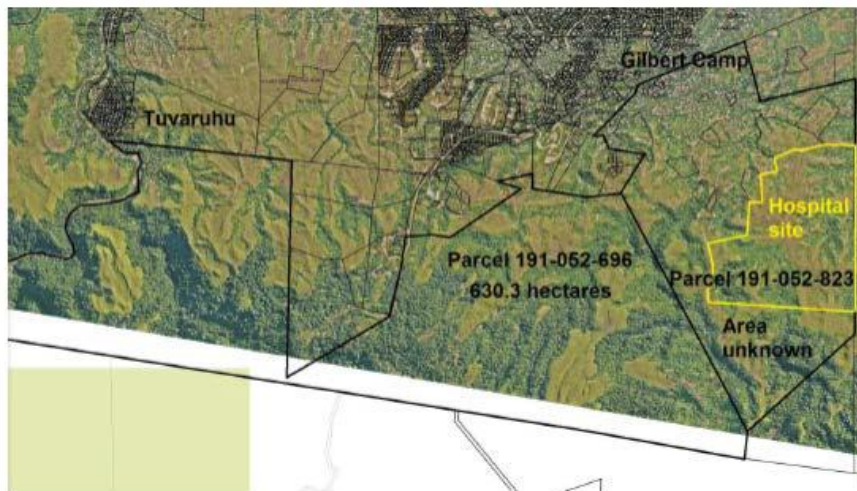 Gilbert Camp
Tuvaruhu
Hospital
site
Parcel 191-052-696
630.3 hectares
Parcel 191-052-823
Area
unknown